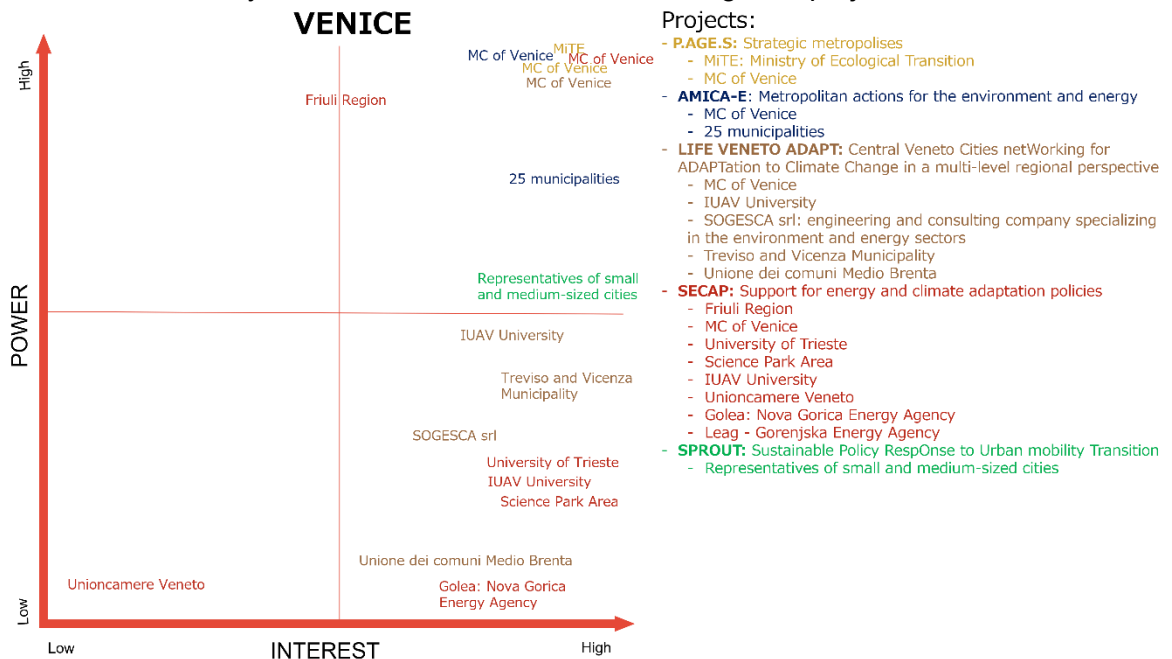 VENICE
High
MC of Venice
MiTE
MC of Venice
MC of Venice
MC of Venice
Friuli Region
25 municipalities
Representatives of small
and medium-sized cities
POWER
IUAV University
Treviso and Vicenza
Municipality
SOGESCA srl
University of Trieste
IUAV University
Science Park Area
Unione dei comuni Medio Brenta
Unioncamere Veneto
Golea: Nova Gorica
Energy Agency
Low
Low
INTEREST
High
Projects:
- P.AGE.S: Strategic metropolises
- MiTE: Ministry of Ecological Transition
- MC of Venice
- AMICA-E: Metropolitan actions for the environment and energy
- MC of Venice
- 25 municipalities
- LIFE VENETO ADAPT: Central Veneto Cities netWorking for
ADAPTation to Climate Change in a multi-level regional perspective
- MC of Venice
- IUAV University
- SOGESCA srl: engineering and consulting company specializing
in the environment and energy sectors
- Treviso and Vicenza Municipality
- Unione dei comuni Medio Brenta
- SECAP: Support for energy and climate adaptation policies
- Friuli Region
- MC of Venice
- University of Trieste
- Science Park Area
- IUAV University
- Unioncamere Veneto
- Golea: Nova Gorica Energy Agency
- Leag - Gorenjska Energy Agency
- SPROUT: Sustainable Policy RespOnse to Urban mobility Transition
- Representatives of small and medium-sized cities